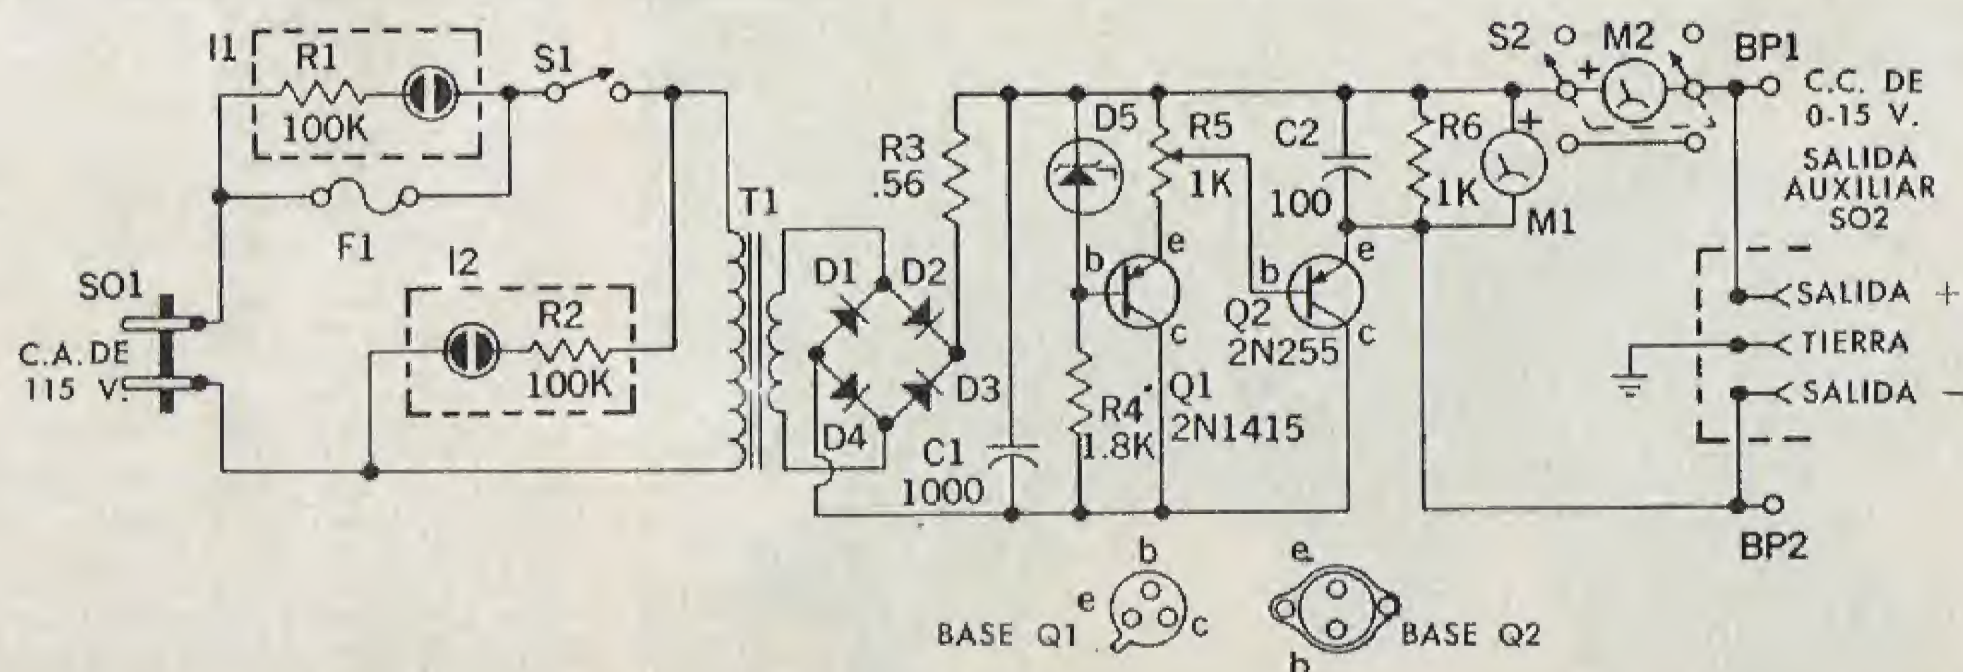 I1
R1
100K
S1
F1
I2
R2
100K
SO1
C.A. DE
115 V.
T1
D1
D2
D3
D4
R3
.56
C1
1000
D5
R5
1K
b
e
c
Q1
2N1415
R4
1.8K
C2
100
b
e
c
Q2
2N255
R6
1K
+
M1
S2
M2
+
BP1
C.C. DE
0-15 V.
SALIDA
AUXILIAR
SO2
SALIDA +
TIERRA
SALIDA –
BP2
b
e
c
BASE Q1
e
b
BASE Q2